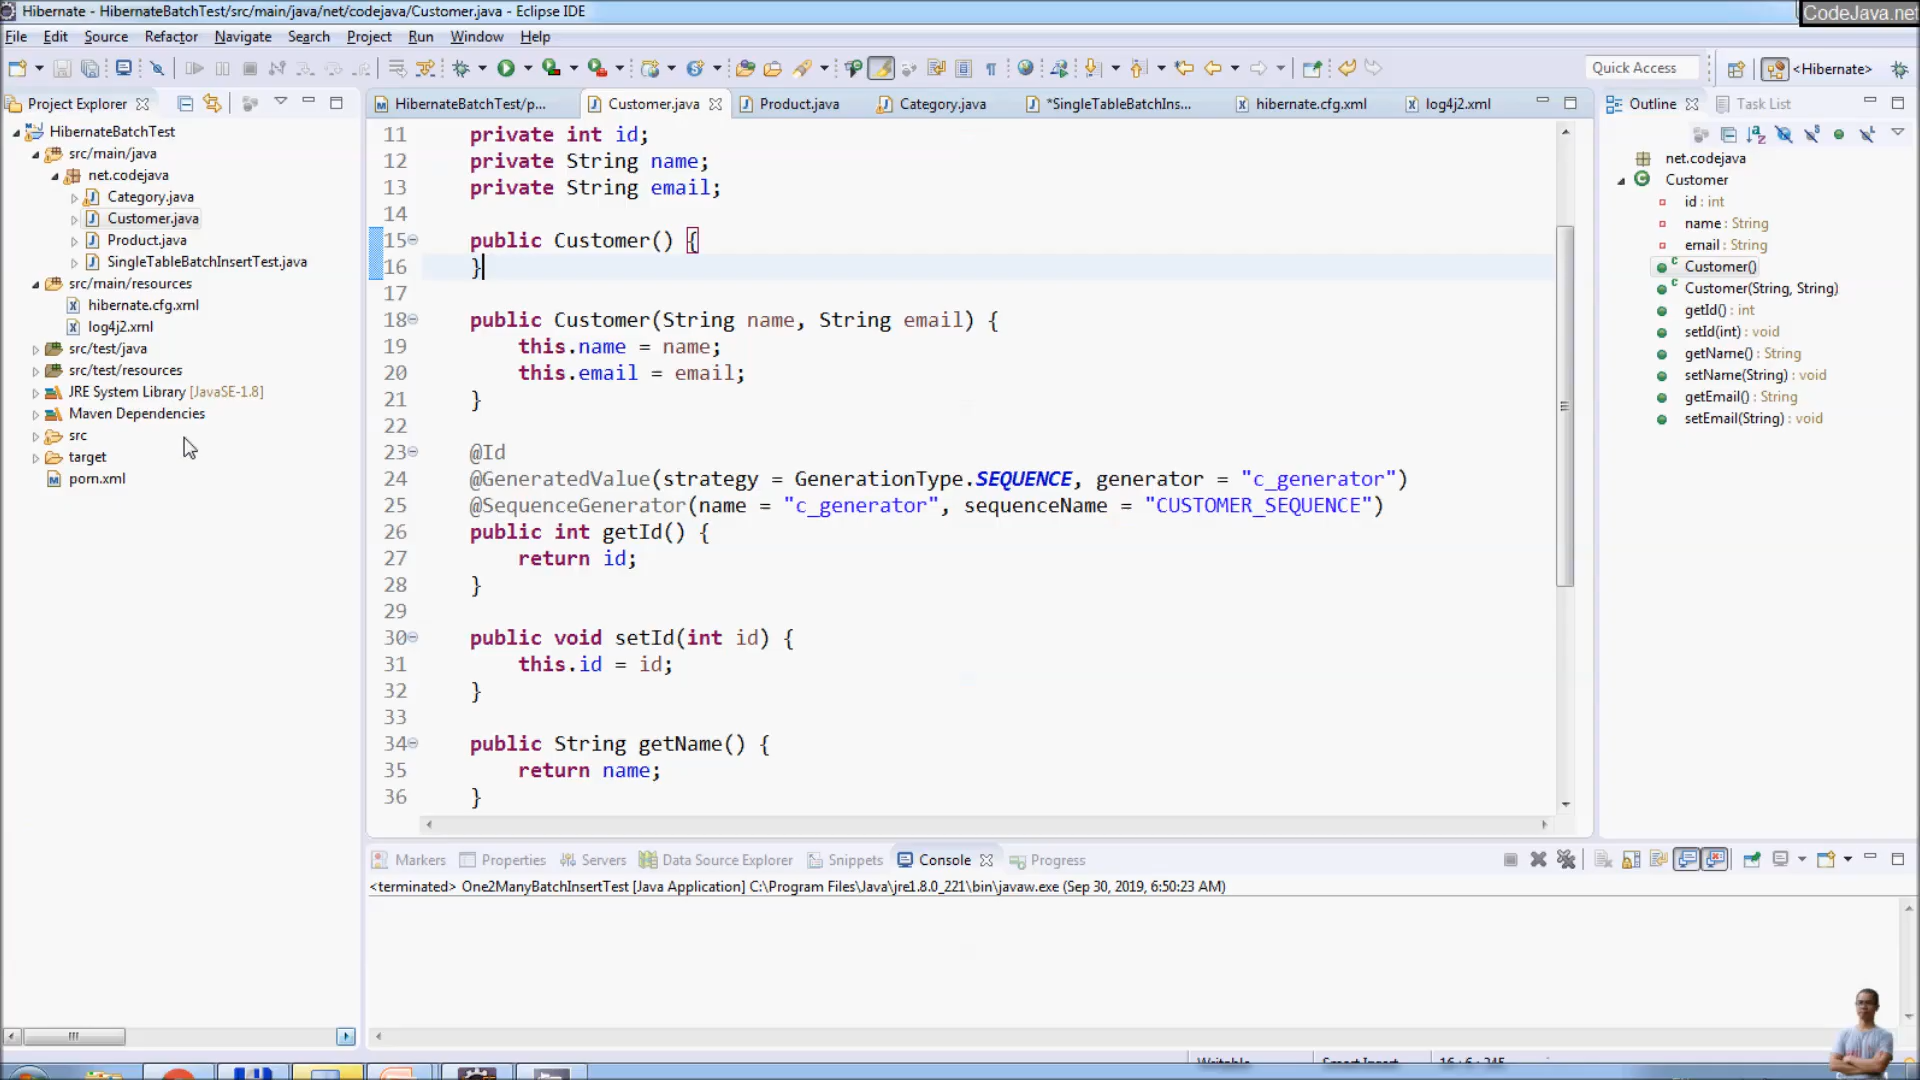 Hibernate - HibernateBatchTest/src/main/java/net/codejava/Customer.java - Eclipse IDE
CodeJava.net
File Edit Source Refactor Navigate Search Project Run Window Help
Quick Access
<Hibernate>
Project Explorer
HibernateBatchTest
src/main/java
net.codejava
Category.java
Customer.java
Product.java
SingleTableBatchInsertTest.java
src/main/resources
hibernate.cfg.xml
log4j2.xml
src/test/java
src/test/resources
JRE System Library [JavaSE-1.8]
Maven Dependencies
src
target
pom.xml
HibernateBatchTest/p... Customer.java Product.java Category.java *SingleTableBatchIns... hibernate.cfg.xml log4j2.xml
11 private int id;
12 private String name;
13 private String email;
14
15 public Customer() {
16 }
17
18 public Customer(String name, String email) {
19 this.name = name;
20 this.email = email;
21 }
22
23 @Id
24 @GeneratedValue(strategy = GenerationType.SEQUENCE, generator = "c_generator")
25 @SequenceGenerator(name = "c_generator", sequenceName = "CUSTOMER_SEQUENCE")
26 public int getId() {
27 return id;
28 }
29
30 public void setId(int id) {
31 this.id = id;
32 }
33
34 public String getName() {
35 return name;
36 }
Outline Task List
net.codejava
Customer
id : int
name : String
email : String
Customer()
Customer(String, String)
getId() : int
setId(int) : void
getName() : String
setName(String) : void
getEmail() : String
setEmail(String) : void
Markers Properties Servers Data Source Explorer Snippets Console Progress
<terminated> One2ManyBatchInsertTest [Java Application] C:\Program Files\Java\jre1.8.0_221\bin\javaw.exe (Sep 30, 2019, 6:50:23 AM)
Writable Smart Insert 16 : 6 : 245